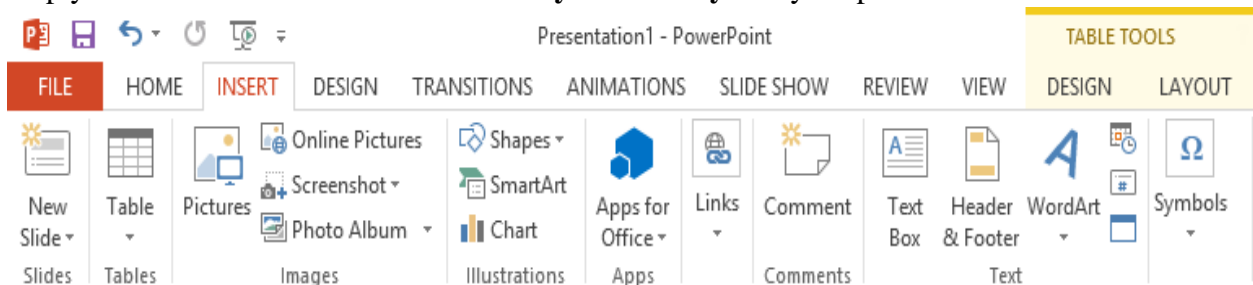 Presentation1 - PowerPoint
TABLE TOOLS
FILE HOME INSERT DESIGN TRANSITIONS ANIMATIONS SLIDE SHOW REVIEW VIEW DESIGN LAYOUT
New Slide
Table
Pictures
Online Pictures
Screenshot
Photo Album
Shapes
SmartArt
Chart
Apps for Office
Links
Comment
Text Box
Header & Footer
WordArt
Symbols
Slides Tables Images Illustrations Apps Comments Text